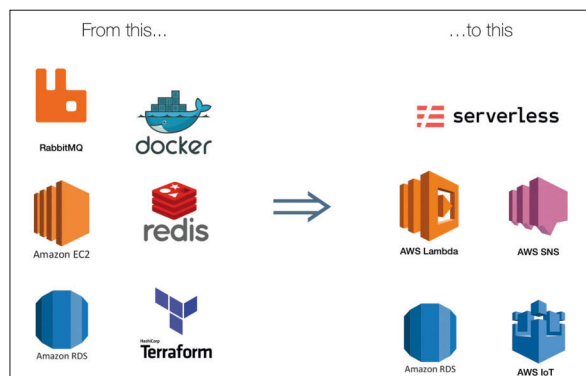 From this...
...to this
RabbitMQ
docker
serverless
Amazon EC2
redis
AWS Lambda
AWS SNS
Amazon RDS
HashiCorp
Terraform
Amazon RDS
AWS IoT